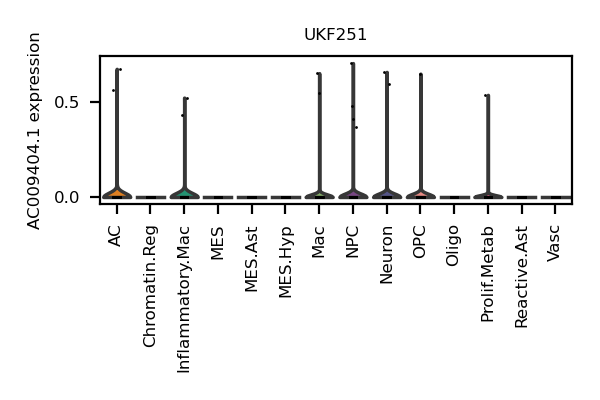 UKF251
AC009404.1 expression
0.5
0.0
AC
Chromatin.Reg
Inflammatory.Mac
MES
MES.Ast
MES.Hyp
Mac
NPC
Neuron
OPC
Oligo
Prolif.Metab
Reactive.Ast
Vasc